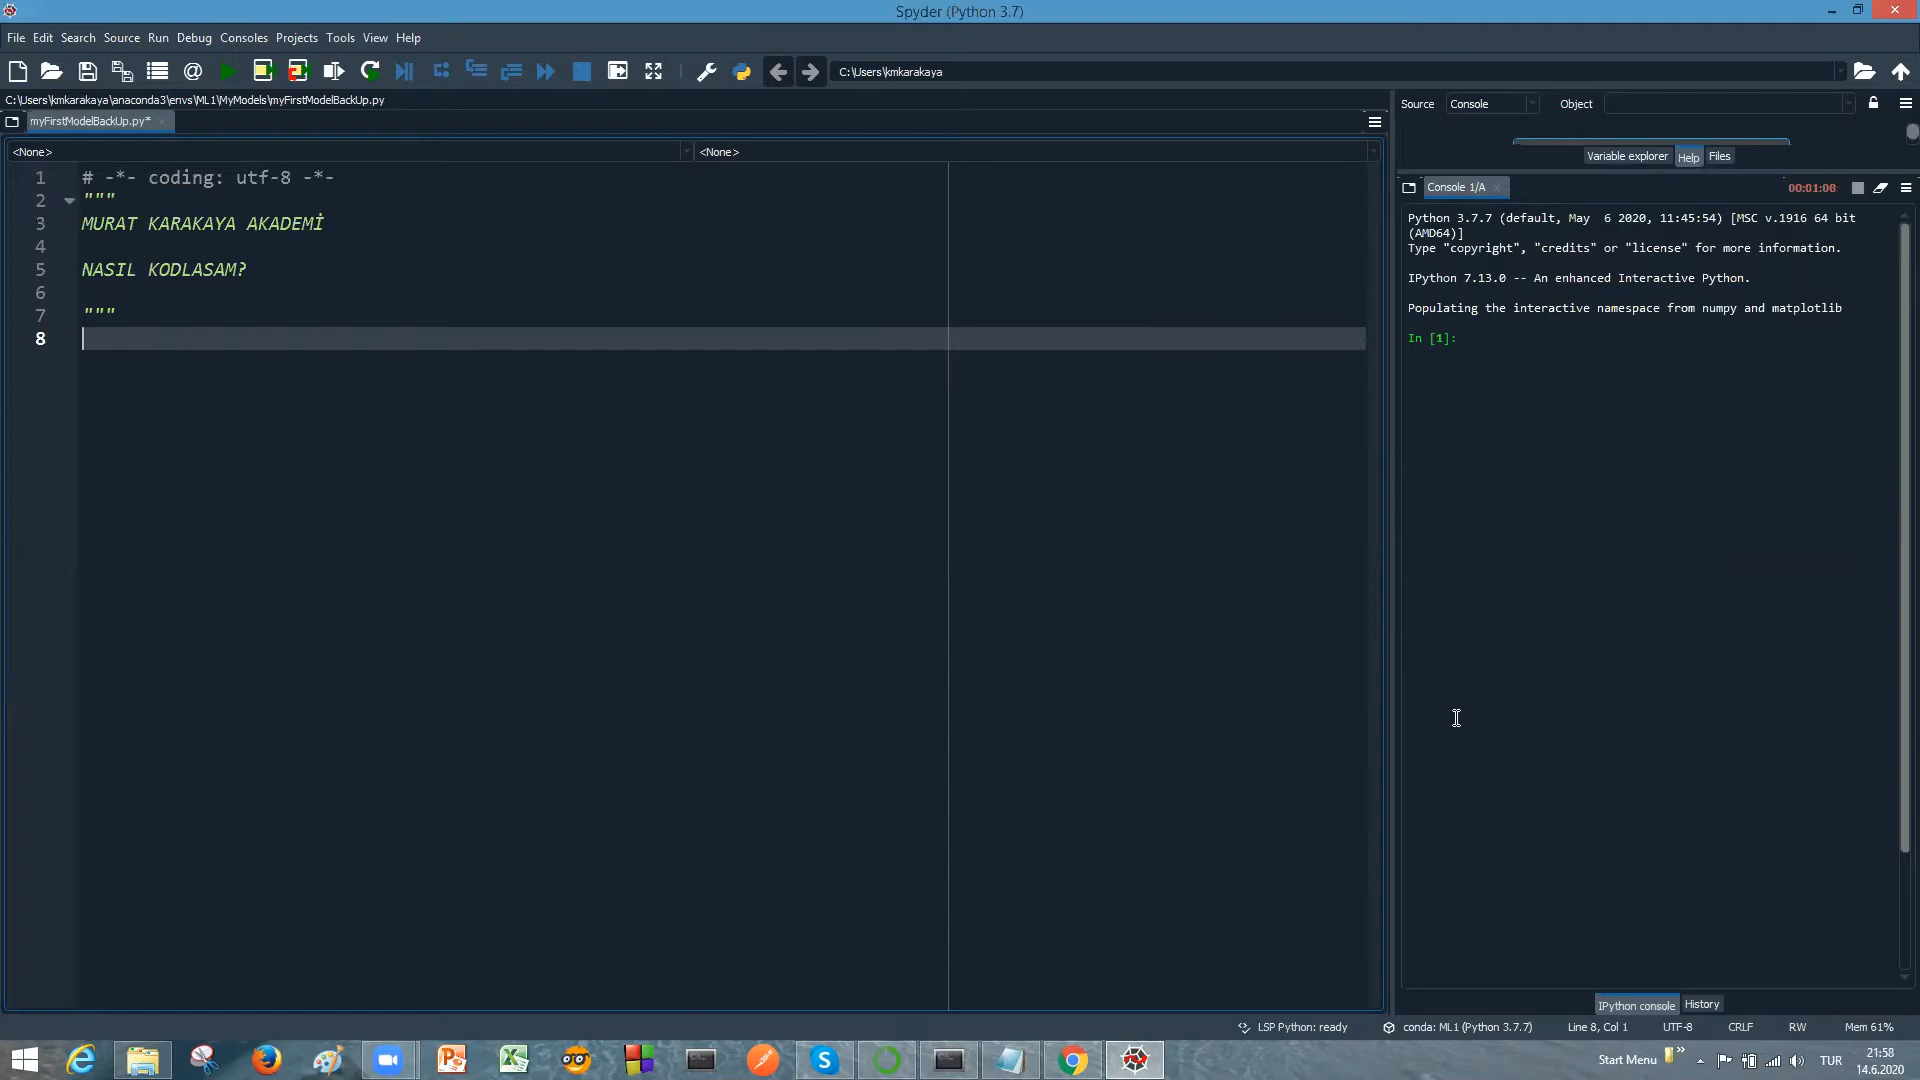 Spyder (Python 3.7)
File Edit Search Source Run Debug Consoles Projects Tools View Help
C:\Users\kmkarakaya
C:\Users\kmkarakaya\anaconda3\envs\ML1\MyModels\myFirstModelBackUp.py
myFirstModelBackUp.py*
<None> <None>
1 # -*- coding: utf-8 -*-
2 """
3 MURAT KARAKAYA AKADEMİ
4
5 NASIL KODLASAM?
6
7 """
8
Source Console Object
Variable explorer Help Files
Console 1/A 00:01:08
Python 3.7.7 (default, May  6 2020, 11:45:54) [MSC v.1916 64 bit
(AMD64)]
Type "copyright", "credits" or "license" for more information.
IPython 7.13.0 -- An enhanced Interactive Python.
Populating the interactive namespace from numpy and matplotlib
In [1]:
IPython console History
LSP Python: ready conda: ML1 (Python 3.7.7) Line 8, Col 1 UTF-8 CRLF RW Mem 61%
Start Menu TUR 21:58
14.6.2020